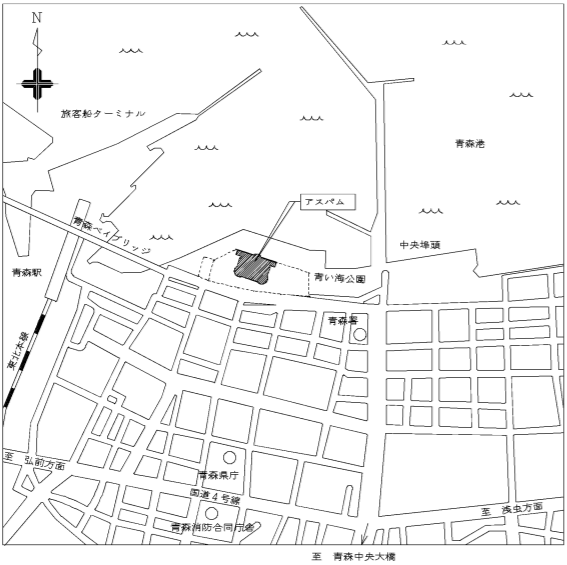 N
旅客船ターミナル
青森港
アスパム
青森ベイブリッジ
中央埠頭
青森駅
青い海公園
青森署
東北本線
至 弘前方面
青森県庁
国道4号線
至 浅虫方面
青森消防合同庁舎
至 青森中央大橋